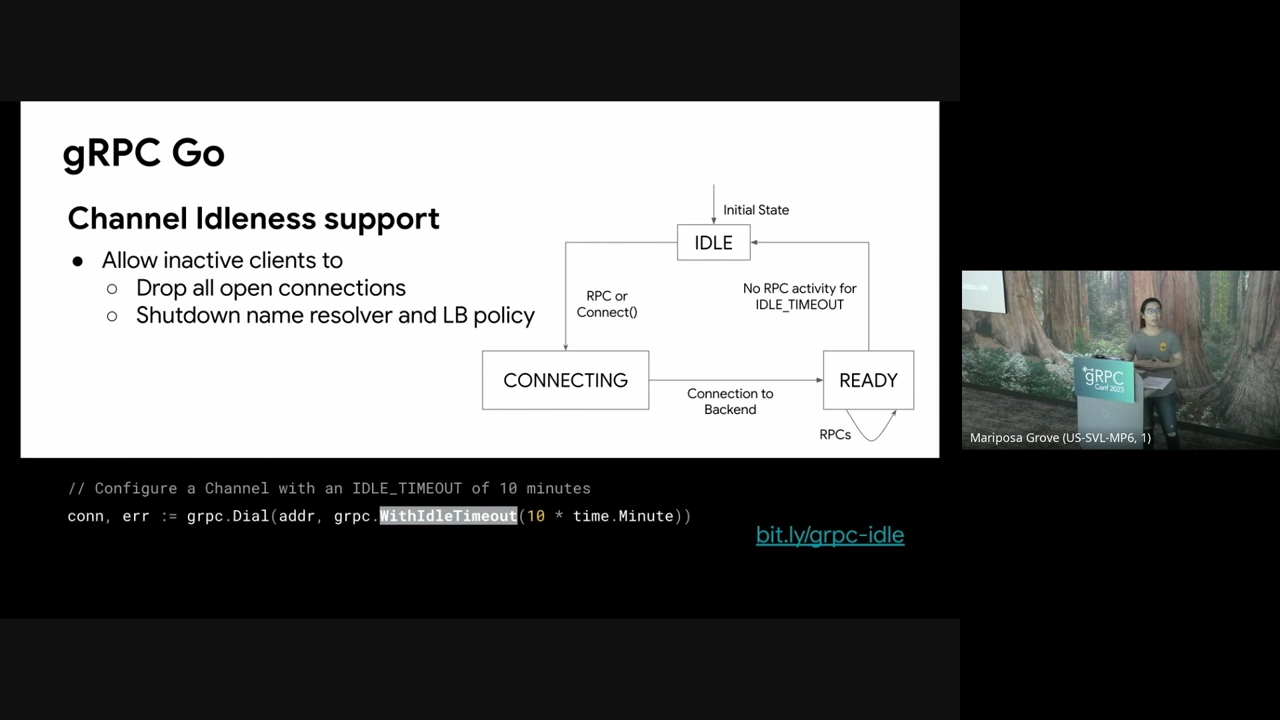 gRPC Go
Channel Idleness support
● Allow inactive clients to
○ Drop all open connections
○ Shutdown name resolver and LB policy
Initial State
IDLE
RPC or
Connect()
No RPC activity for
IDLE_TIMEOUT
CONNECTING
Connection to
Backend
READY
RPCs
// Configure a Channel with an IDLE_TIMEOUT of 10 minutes
conn, err := grpc.Dial(addr, grpc.WithIdleTimeout(10 * time.Minute))
bit.ly/grpc-idle
gRPC
Conf 2023
Mariposa Grove (US-SVL-MP6, 1)